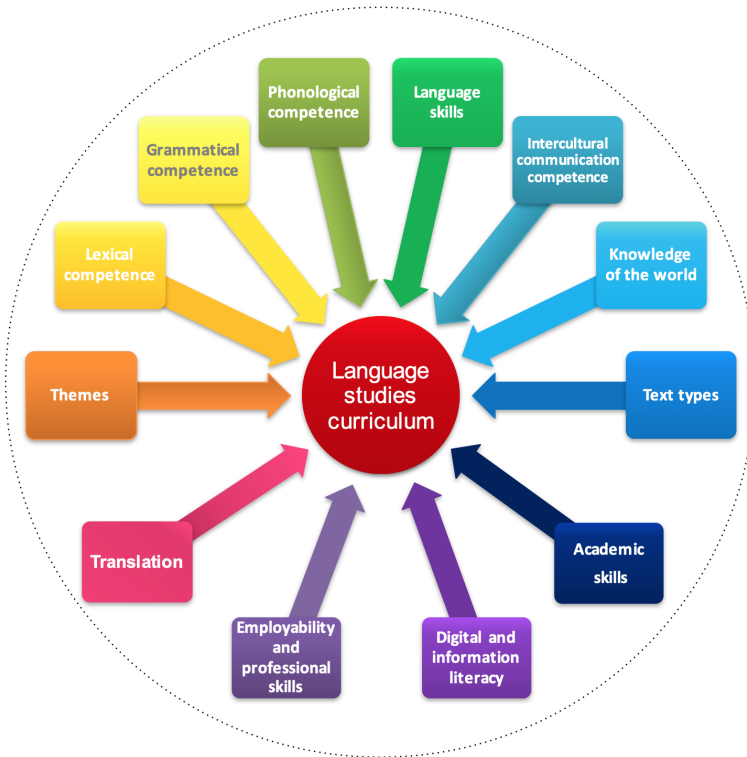 Phonological
competence
Language
skills
Intercultural
communication
competence
Knowledge
of the world
Text types
Academic
skills
Digital and
information
literacy
Employability
and
professional
skills
Translation
Themes
Lexical
competence
Grammatical
competence
Language
studies
curriculum